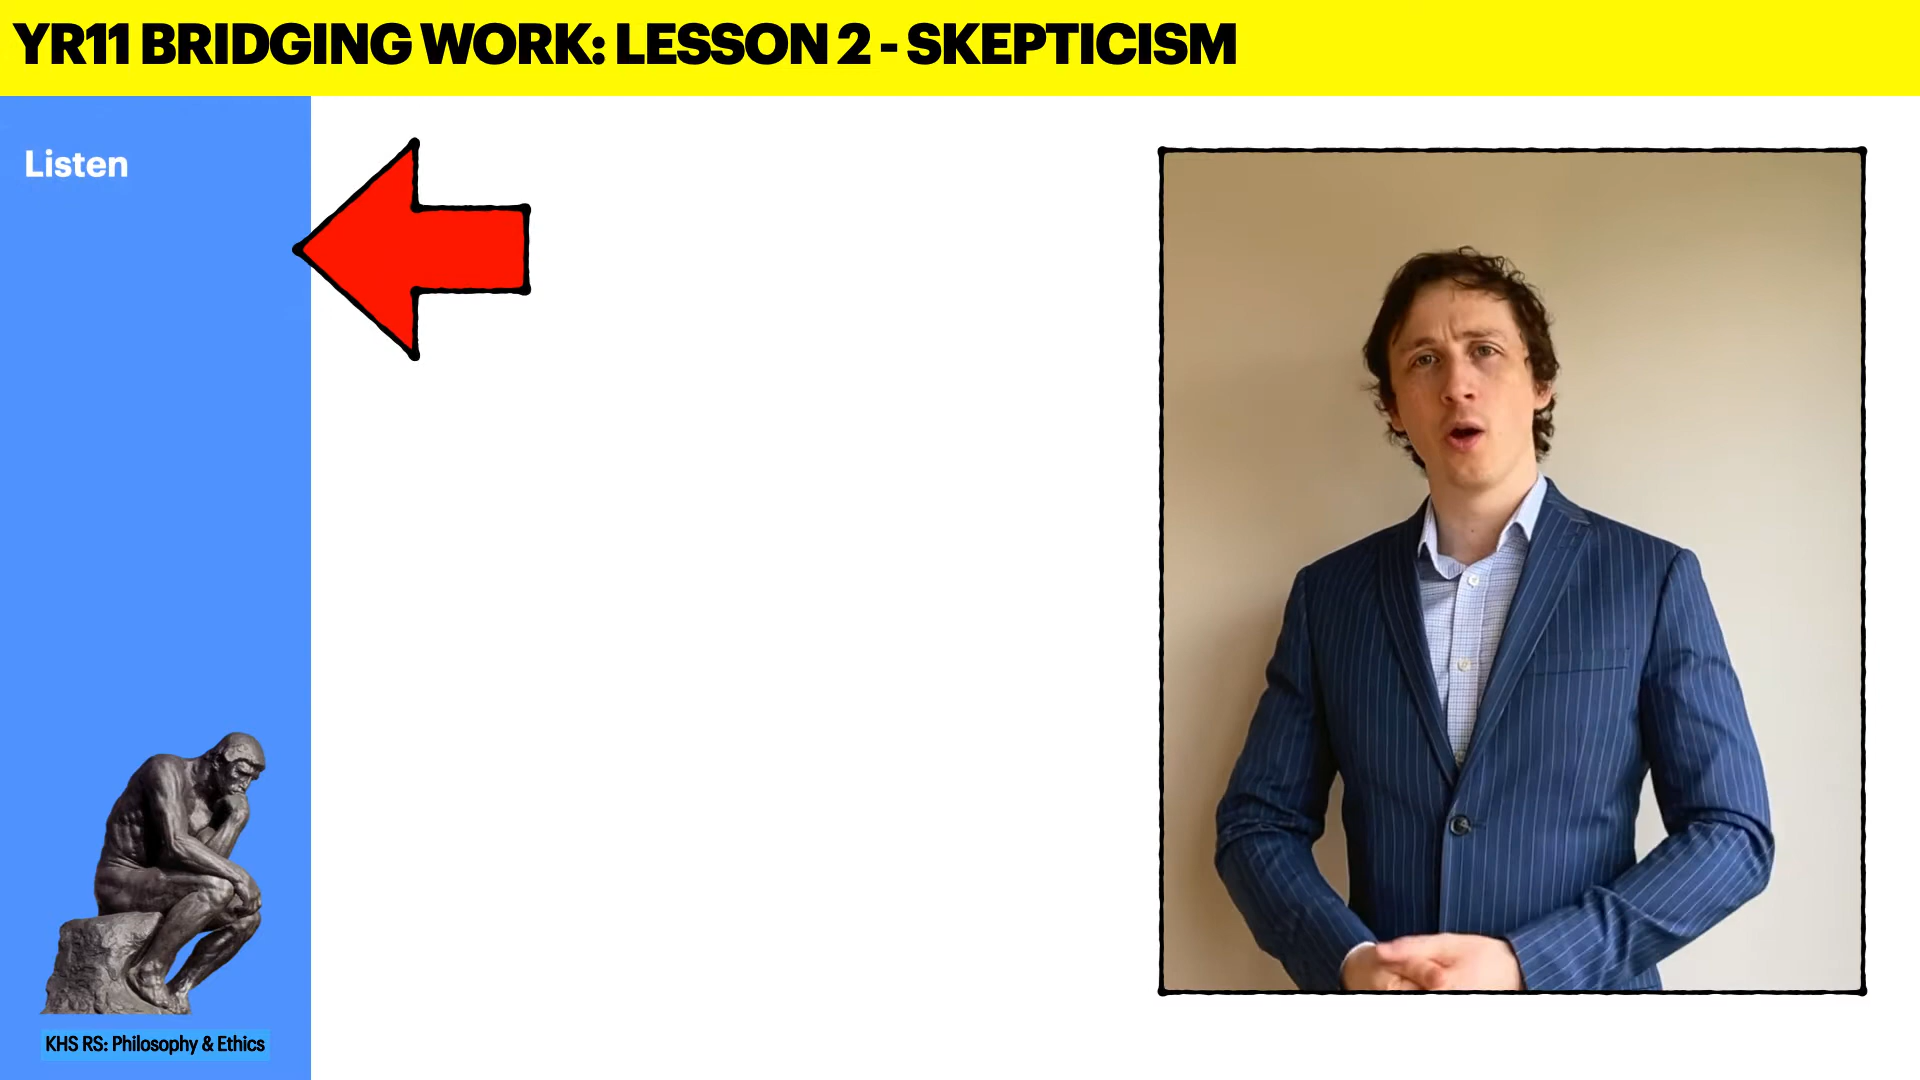 YR11 BRIDGING WORK: LESSON 2 - SKEPTICISM
Listen
KHS RS: Philosophy & Ethics